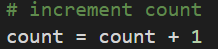 # increment count
count = count + 1